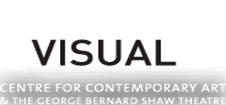 VISUAL
CENTRE FOR CONTEMPORARY ART
& THE GEORGE BERNARD SHAW THEATRE